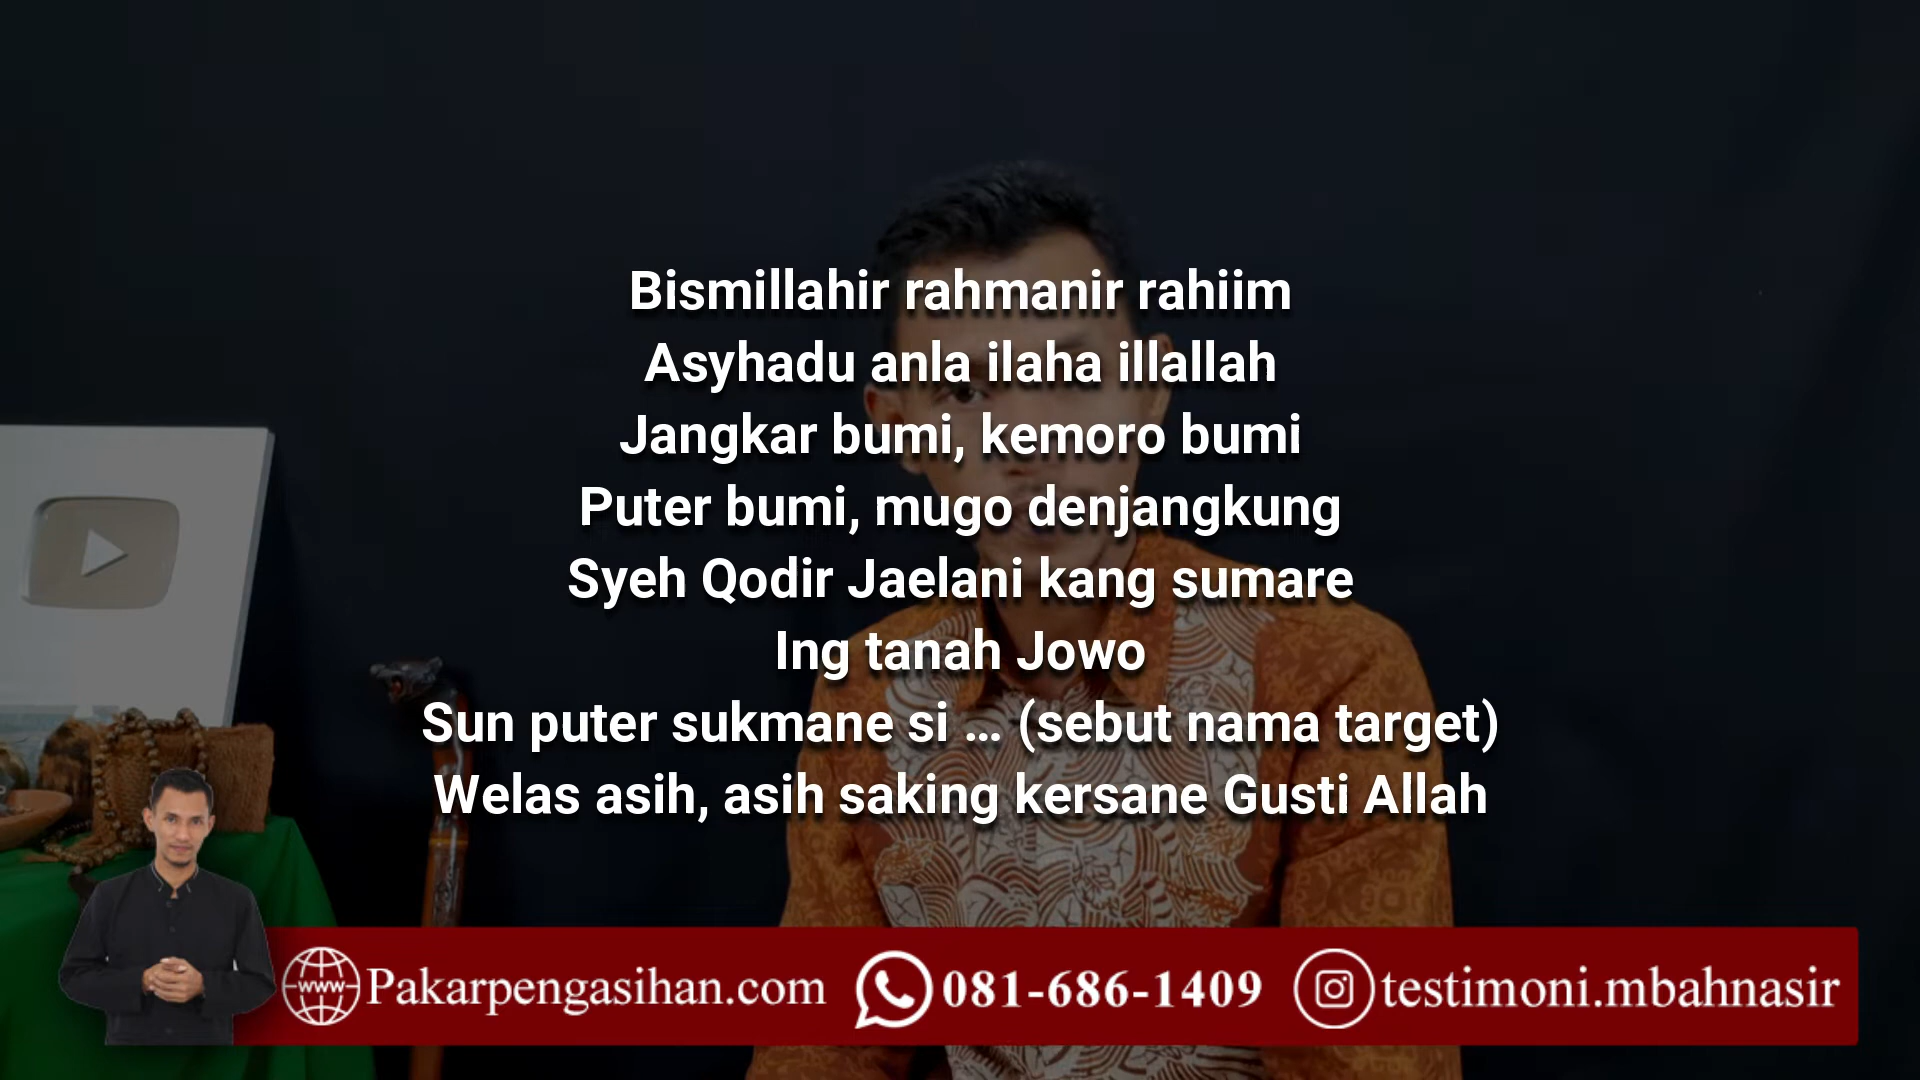 Bismillahir rahmanir rahiim
Asyhadu anla ilaha illallah
Jangkar bumi, kemoro bumi
Puter bumi, mugo denjangkung
Syeh Qodir Jaelani kang sumare
Ing tanah Jowo
Sun puter sukmane si ... (sebut nama target)
Welas asih, asih saking kersane Gusti Allah
www Pakarpengasihan.com 081-686-1409 testimoni.mbahnasir